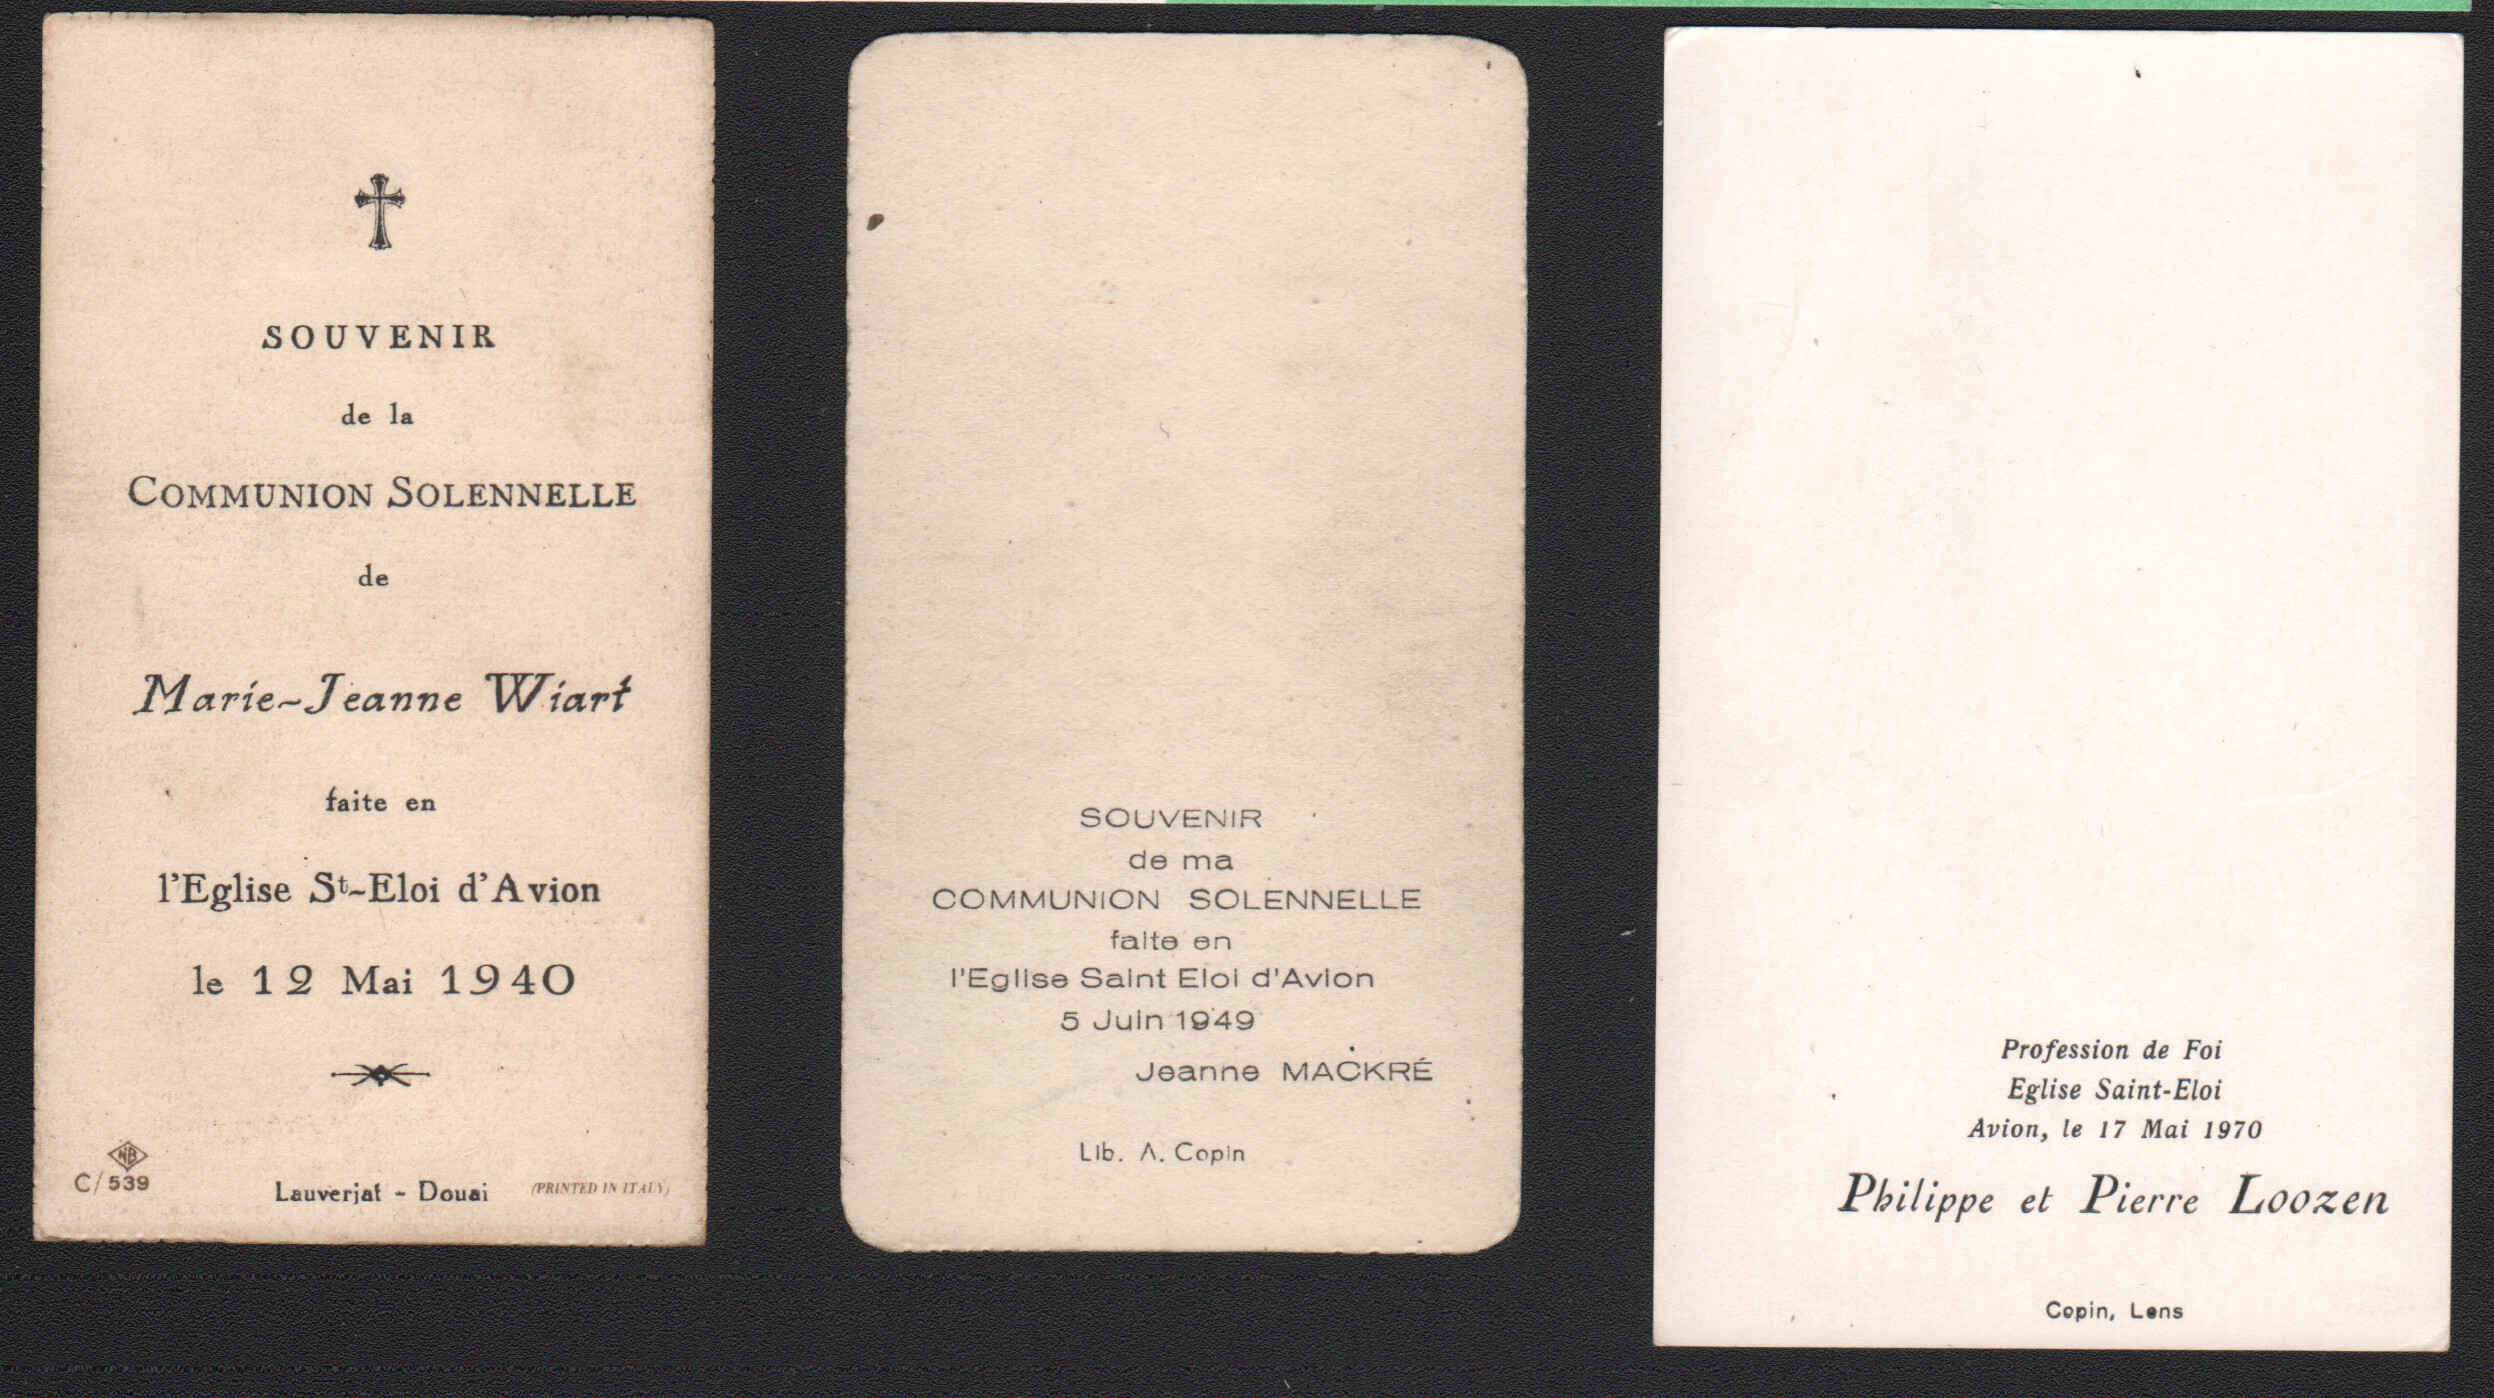 SOUVENIR
de la
COMMUNION SOLENNELLE
de
Marie-Jeanne Wiart
faite en
l'Eglise St-Eloi d'Avion
le 12 Mai 1940
NB
C/539
Lauverjat - Douai (PRINTED IN ITALY)
SOUVENIR
de ma
COMMUNION SOLENNELLE
faite en
l'Eglise Saint Eloi d'Avion
5 Juin 1949
Jeanne MACKRÉ
Lib. A. Copin
Profession de Foi
Eglise Saint-Eloi
Avion, le 17 Mai 1970
Philippe et Pierre Loozen
Copin, Lens